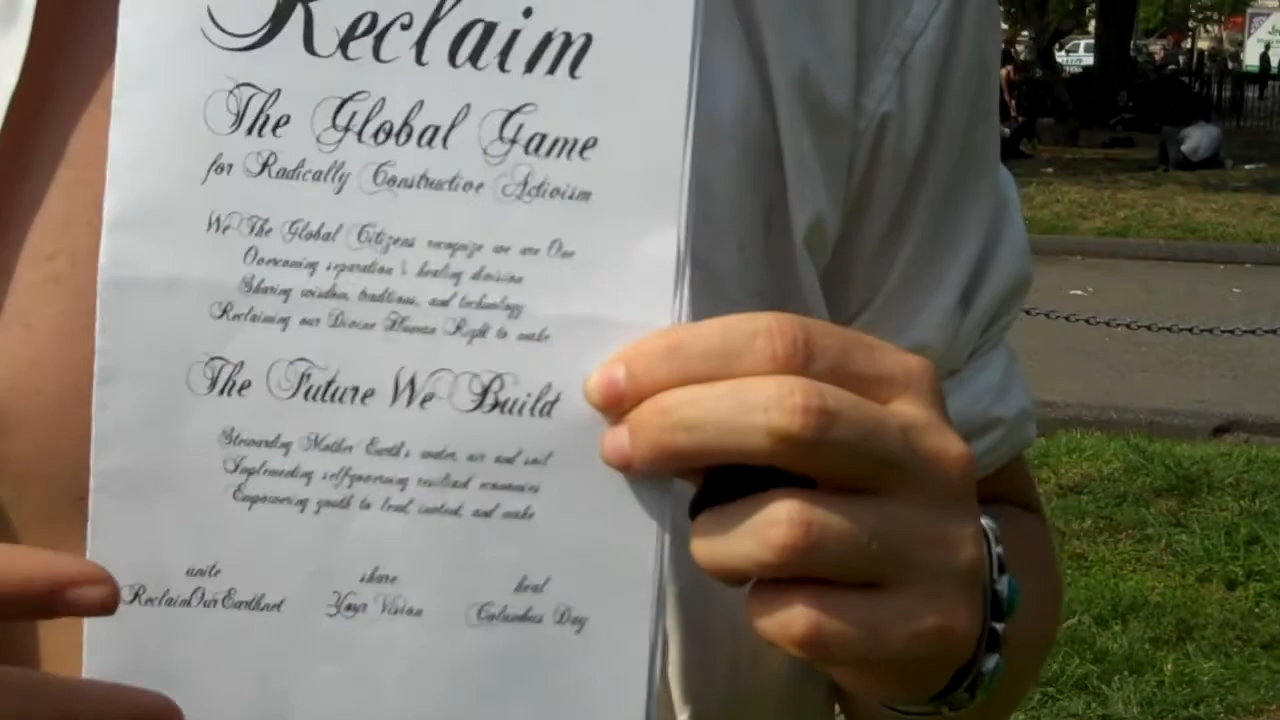 Reclaim
The Global Game
for Radically Constructive Activism
We The Global Citizens recognize we are One
Overcoming separation & healing division
Sharing wisdom, traditions, and technology
Reclaiming our Divine Human Right to make
The Future We Build
Stewarding Mother Earth's water, air and soil
Implementing self-governing resilient economies
Empowering youth to lead, invent, and make
unite share heal
ReclaimOurEarth.net Your Vision Columbus Day